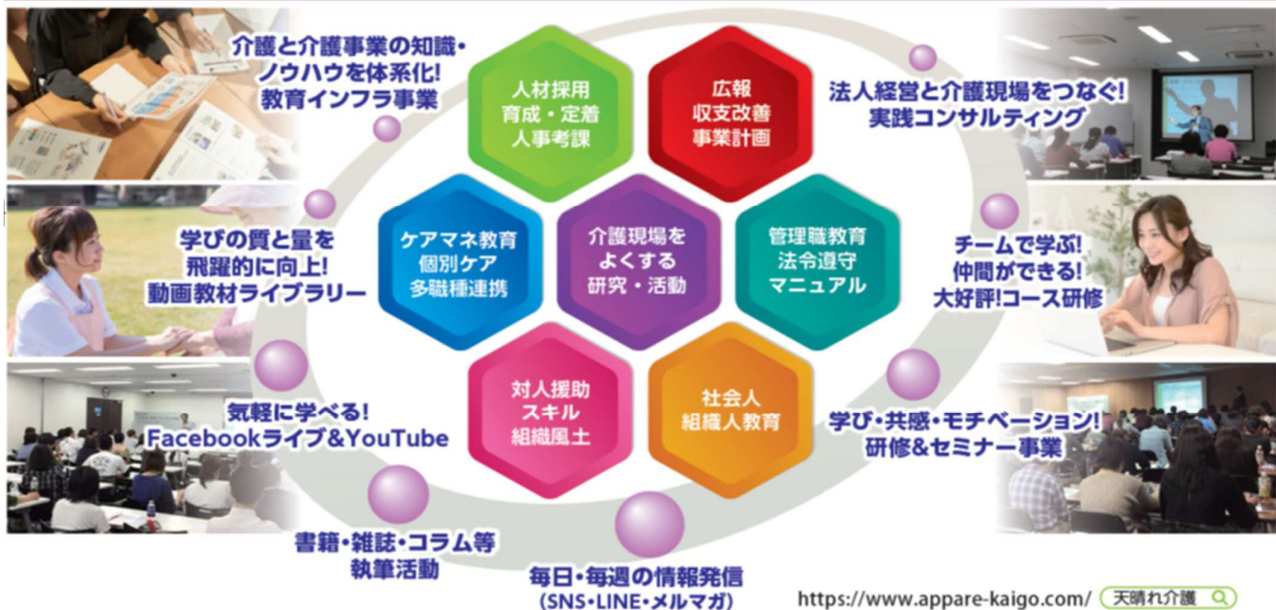 介護と介護事業の知識・
ノウハウを体系化!
教育インフラ事業
人材採用
育成・定着
人事考課
広報
収支改善
事業計画
法人経営と介護現場をつなぐ!
実践コンサルティング
学びの質と量を
飛躍的に向上!
動画教材ライブラリー
ケアマネ教育
個別ケア
多職種連携
介護現場を
よくする
研究・活動
管理職教育
法令遵守
マニュアル
チームで学ぶ!
仲間ができる!
大好評!コース研修
気軽に学べる!
Facebookライブ&YouTube
対人援助
スキル
組織風土
社会人
組織人教育
学び・共感・モチベーション!
研修&セミナー事業
書籍・雑誌・コラム等
執筆活動
毎日・毎週の情報発信
(SNS・LINE・メルマガ)
https://www.appare-kaigo.com/ 天晴れ介護